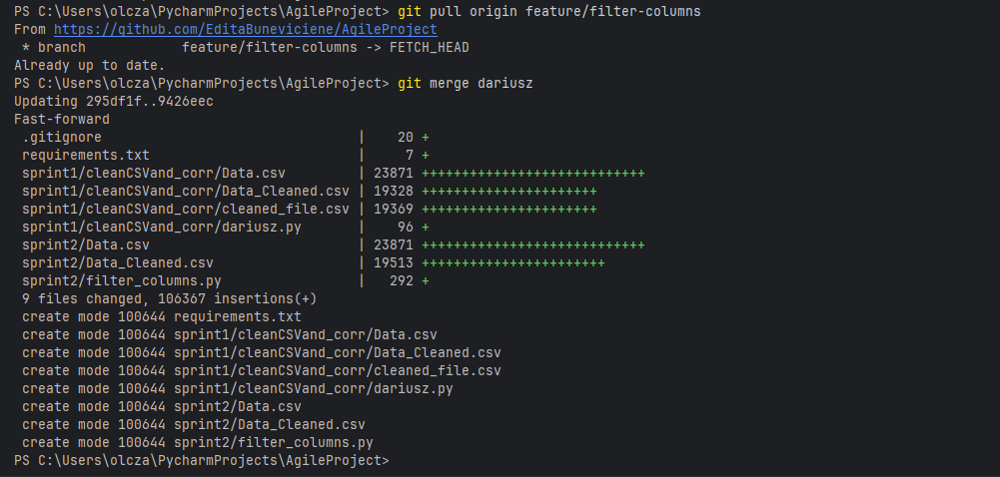 PS C:\Users\olcza\PycharmProjects\AgileProject> git pull origin feature/filter-columns
From https://github.com/EditaBuneviciene/AgileProject
 * branch            feature/filter-columns -> FETCH_HEAD
Already up to date.
PS C:\Users\olcza\PycharmProjects\AgileProject> git merge dariusz
Updating 295df1f..9426eec
Fast-forward
 .gitignore                                |    20 +
 requirements.txt                          |     7 +
 sprint1/cleanCSVand_corr/Data.csv         | 23871 ++++++++++++++++++++++++++++
 sprint1/cleanCSVand_corr/Data_Cleaned.csv | 19328 ++++++++++++++++++++++
 sprint1/cleanCSVand_corr/cleaned_file.csv | 19369 ++++++++++++++++++++++
 sprint1/cleanCSVand_corr/dariusz.py       |    96 +
 sprint2/Data.csv                          | 23871 ++++++++++++++++++++++++++++
 sprint2/Data_Cleaned.csv                  | 19513 +++++++++++++++++++++++
 sprint2/filter_columns.py                 |   292 +
 9 files changed, 106367 insertions(+)
 create mode 100644 requirements.txt
 create mode 100644 sprint1/cleanCSVand_corr/Data.csv
 create mode 100644 sprint1/cleanCSVand_corr/Data_Cleaned.csv
 create mode 100644 sprint1/cleanCSVand_corr/cleaned_file.csv
 create mode 100644 sprint1/cleanCSVand_corr/dariusz.py
 create mode 100644 sprint2/Data.csv
 create mode 100644 sprint2/Data_Cleaned.csv
 create mode 100644 sprint2/filter_columns.py
PS C:\Users\olcza\PycharmProjects\AgileProject>